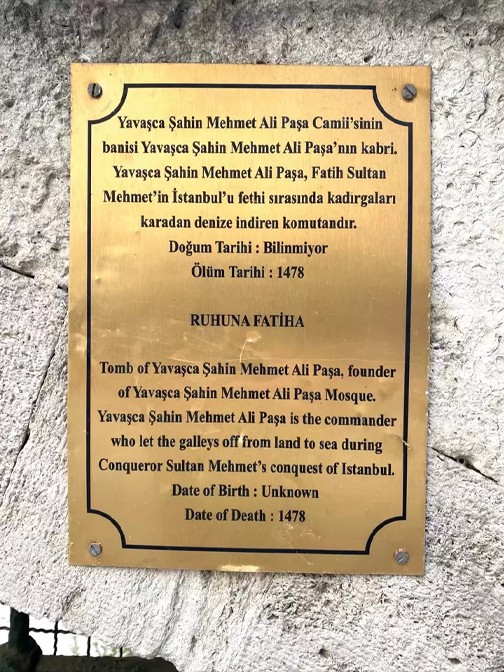 Yavaşca Şahin Mehmet Ali Paşa Camii'sinin
banisi Yavaşca Şahin Mehmet Ali Paşa'nın kabri.
Yavaşca Şahin Mehmet Ali Paşa, Fatih Sultan
Mehmet'in İstanbul'u fethi sırasında kadırgaları
karadan denize indiren komutandır.
Doğum Tarihi : Bilinmiyor
Ölüm Tarihi : 1478
RUHUNA FATİHA
Tomb of Yavaşca Şahin Mehmet Ali Paşa, founder
of Yavaşca Şahin Mehmet Ali Paşa Mosque.
Yavaşca Şahin Mehmet Ali Paşa is the commander
who let the galleys off from land to sea during
Conqueror Sultan Mehmet's conquest of Istanbul.
Date of Birth : Unknown
Date of Death : 1478